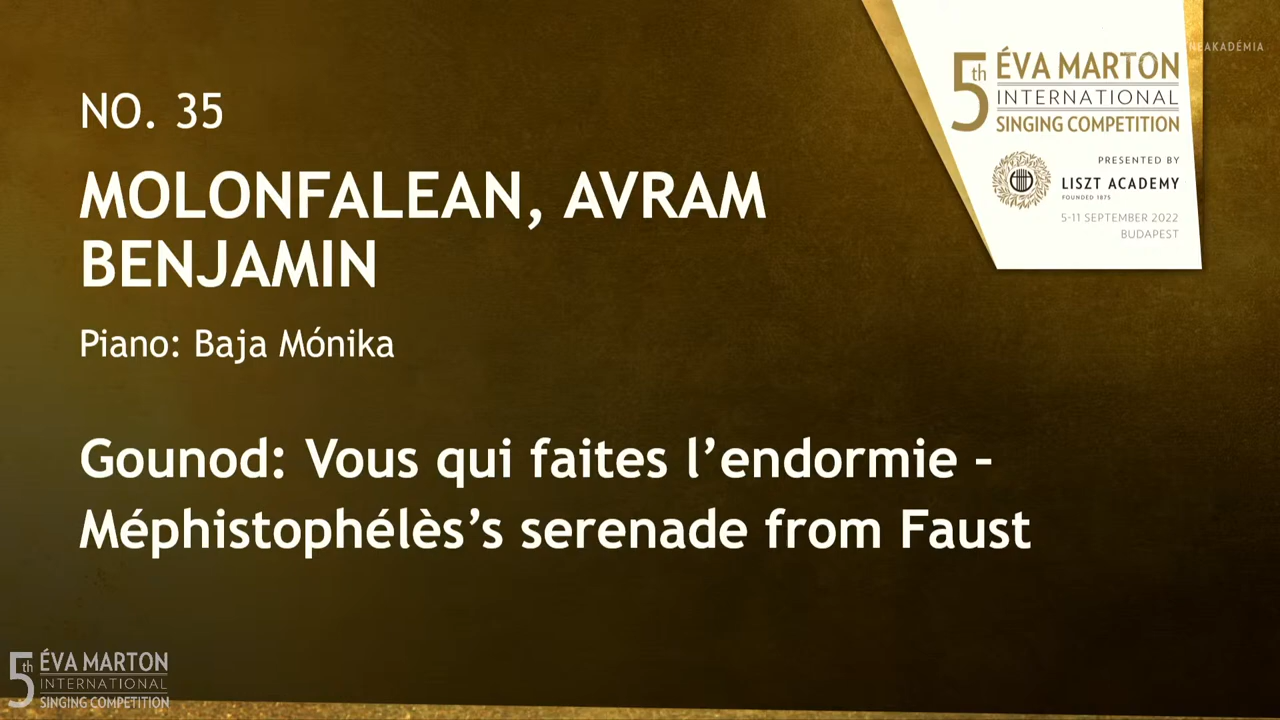 NEAKADÉMIA
5th ÉVA MARTON
INTERNATIONAL
SINGING COMPETITION
PRESENTED BY
LISZT ACADEMY
FOUNDED 1875
5-11 SEPTEMBER 2022
BUDAPEST
NO. 35
MOLONFALEAN, AVRAM
BENJAMIN
Piano: Baja Mónika
Gounod: Vous qui faites l’endormie –
Méphistophélès’s serenade from Faust
5th ÉVA MARTON
INTERNATIONAL
SINGING COMPETITION